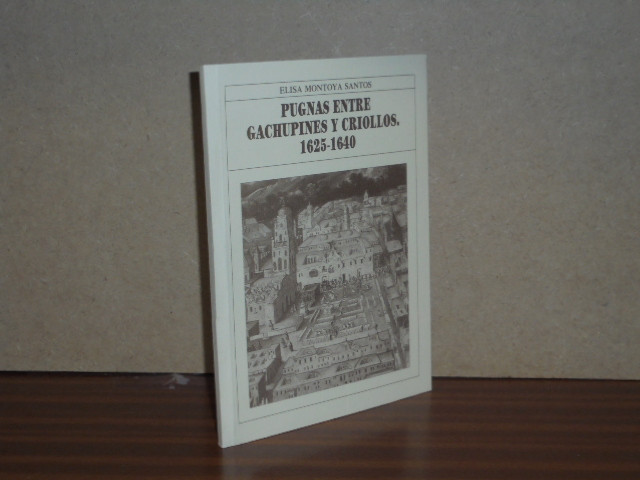 ELISA MONTOYA SANTOS
PUGNAS ENTRE
GACHUPINES Y CRIOLLOS.
1625-1640